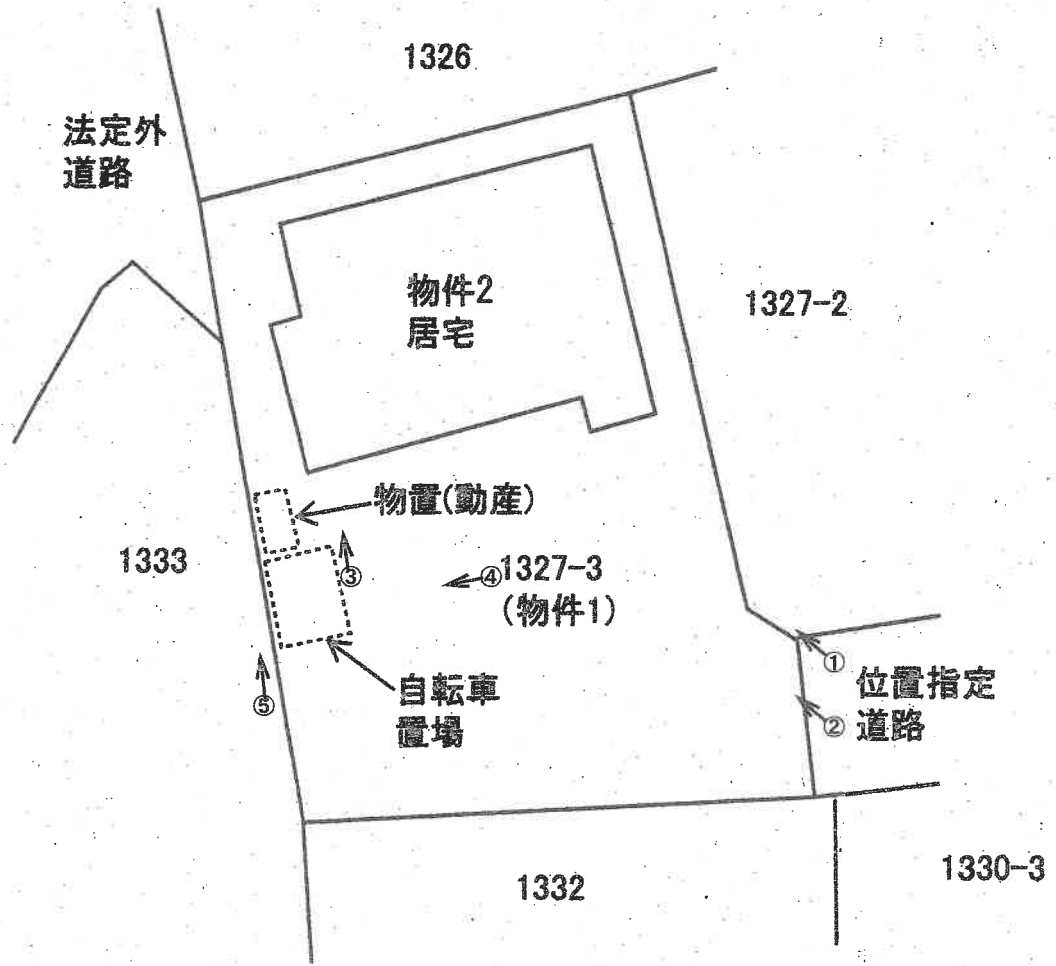 1326
法定外
道路
物件2
居宅
1327-2
物置(動産)
1333
③
④
1327-3
(物件1)
①
⑤
自転車
置場
位置指定
道路
②
1332
1330-3